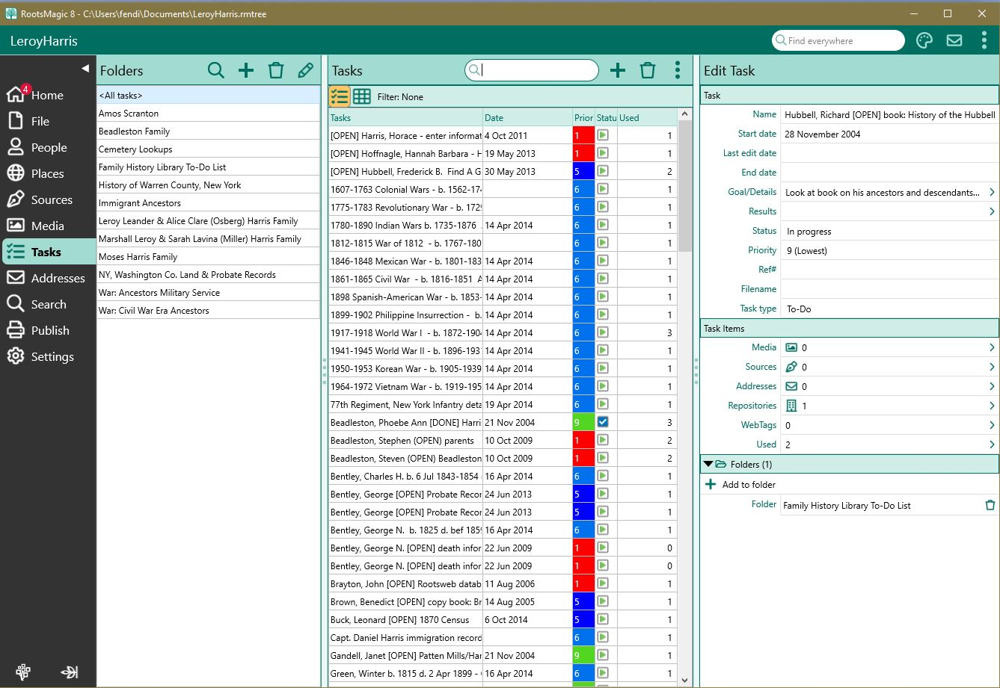 RootsMagic 8 - C:\Users\fendi\Documents\LeroyHarris.rmtree
LeroyHarris
Find everywhere
4
Home
File
People
Places
Sources
Media
Tasks
Addresses
Search
Publish
Settings
Folders
<All tasks>
Amos Scranton
Beadleston Family
Cemetery Lookups
Family History Library To-Do List
History of Warren County, New York
Immigrant Ancestors
Leroy Leander & Alice Clare (Osberg) Harris Family
Marshall Leroy & Sarah Lavina (Miller) Harris Family
Moses Harris Family
NY, Washington Co. Land & Probate Records
War: Ancestors Military Service
War: Civil War Era Ancestors
Tasks
Filter: None
Tasks Date Prior Statu Used
[OPEN] Harris, Horace - enter informat 4 Oct 2011 1 1
[OPEN] Hoffnagle, Hannah Barbara - H 19 May 2013 1 1
[OPEN] Hubbell, Frederick B. Find A G 30 May 2013 5 2
1607-1763 Colonial Wars - b. 1562-174 6 1
1775-1783 Revolutionary War - b. 1729 6 1
1780-1890 Indian Wars b. 1735-1876 14 Apr 2014 6 1
1812-1815 War of 1812 - b. 1767-180 6 1
1846-1848 Mexican War - b. 1801-183 14 Apr 2014 6 1
1861-1865 Civil War - b. 1816-1851 A 14 Apr 2014 6 1
1898 Spanish-American War - b. 1853- 14 Apr 2014 6 1
1899-1902 Philippine Insurrection - b. 14 Apr 2014 6 1
1917-1918 World War I - b. 1872-190 14 Apr 2014 6 3
1941-1945 World War II - b. 1896-193 14 Apr 2014 6 1
1950-1953 Korean War - b. 1905-1939 14 Apr 2014 6 1
1964-1972 Vietnam War - b. 1919-195 14 Apr 2014 6 1
77th Regiment, New York Infantry deta 19 Apr 2014 6 1
Beadleston, Phoebe Ann [DONE] Harri 21 Nov 2004 9 3
Beadleston, Stephen (OPEN) parents 10 Oct 2009 1 2
Beadleston, Steven (OPEN) Beadleston 10 Oct 2009 1 2
Bentley, Charles H. b. 6 Jul 1843-1854 16 Apr 2014 6 1
Bentley, George [OPEN] Probate Recor 24 Jun 2013 5 1
Bentley, George [OPEN] Probate Recor 24 Jun 2013 5 1
Bentley, George N. b. 1825 d. bef 1859 16 Apr 2014 6 1
Bentley, George N. [OPEN] death infor 22 Jun 2009 1 0
Bentley, George N. [OPEN] death infor 22 Jun 2009 1 0
Brayton, John [OPEN] Rootsweb datab 11 Aug 2006 1 1
Brown, Benedict [OPEN] copy book: Br 14 Aug 2005 5 1
Buck, Leonard [OPEN] 1870 Census 6 Oct 2014 5 1
Capt. Daniel Harris immigration record 6 1
Gandell, Janet [OPEN] Patten Mills/Har 21 Nov 2004 9 1
Green, Winter b. 1815 d. 2 Apr 1899 - 16 Apr 2014 6 1
Edit Task
Task
Name Hubbell, Richard [OPEN] book: History of the Hubbell
Start date 28 November 2004
Last edit date
End date
Goal/Details Look at book on his ancestors and descendants...
Results
Status In progress
Priority 9 (Lowest)
Ref#
Filename
Task type To-Do
Task Items
Media 0
Sources 0
Addresses 0
Repositories 1
WebTags 0
Used 2
Folders (1)
Add to folder
Folder Family History Library To-Do List